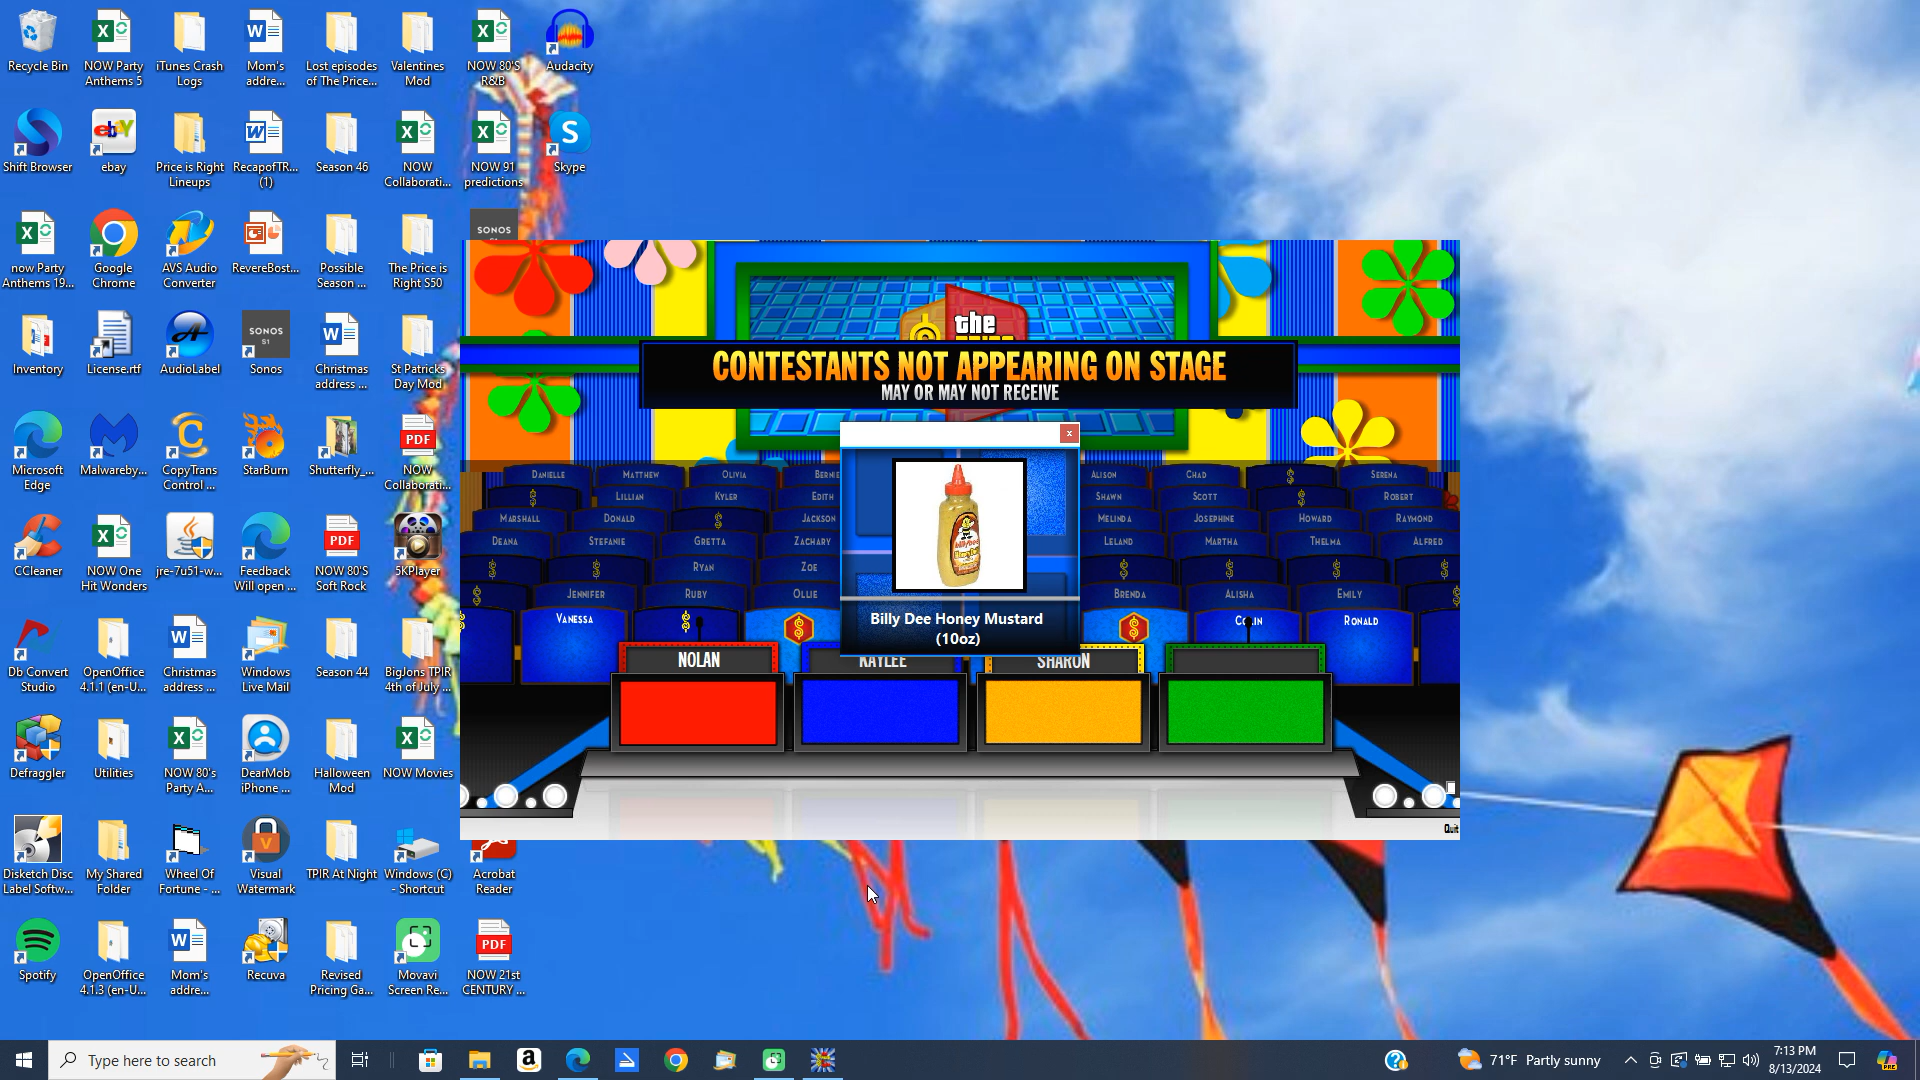 Recycle Bin
NOW Party
Anthems 5
iTunes Crash
Logs
Mom's
addre...
Lost episodes
of The Price...
Valentines
Mod
NOW 80'S
R&B
Audacity
Shift Browser
ebay
ebay
Price is Right
Lineups
RecapofTR...
(1)
Season 46
NOW
Collaborati...
NOW 91
predictions
Skype
now Party
Anthems 19...
Google
Chrome
AVS Audio
Converter
RevereBost...
Possible
Season ...
The Price is
Right S50
SONOS
Inventory
License.rtf
AudioLabel
SONOS
S1
Sonos
Christmas
address ...
St Patricks
Day Mod
Microsoft
Edge
Malwareby...
CopyTrans
Control ...
StarBurn
Shutterfly_...
PDF
NOW
Collaborati...
CCleaner
NOW One
Hit Wonders
jre-7u51-w...
Feedback
Will open ...
PDF
NOW 80'S
Soft Rock
5KPlayer
Db Convert
Studio
OpenOffice
4.1.1 (en-U...
Christmas
address ...
Windows
Live Mail
Season 44
BigJons TPIR
4th of July ...
Defraggler
Utilities
NOW 80's
Party A...
DearMob
iPhone ...
Halloween
Mod
NOW Movies
Disketch Disc
Label Softw...
My Shared
Folder
Wheel Of
Fortune - ...
Visual
Watermark
TPIR At Night
Windows (C)
- Shortcut
Acrobat
Reader
Spotify
OpenOffice
4.1.3 (en-U...
Mom's
addre...
Recuva
Revised
Pricing Ga...
Movavi
Screen Re...
PDF
NOW 21st
CENTURY ...
the
CONTESTANTS NOT APPEARING ON STAGE
MAY OR MAY NOT RECEIVE
x
DANIELLE MATTHEW OLIVIA BERNIE ALISON CHAD SERENA
LILLIAN KYLER EDITH SHAWN SCOTT ROBERT
MARSHALL DONALD JACKSON MELINDA JOSEPHINE HOWARD RAYMOND
DEANA STEFANIE GRETTA ZACHARY LELAND MARTHA THELMA ALFRED
RYAN ZOE
JENNIFER RUBY OLLIE BRENDA ALISHA EMILY
VANESSA COLIN RONALD
Billy Dee Honey Mustard
(10oz)
NOLAN KAYLEE SHARON
Quit
Type here to search
71°F Partly sunny
7:13 PM
8/13/2024